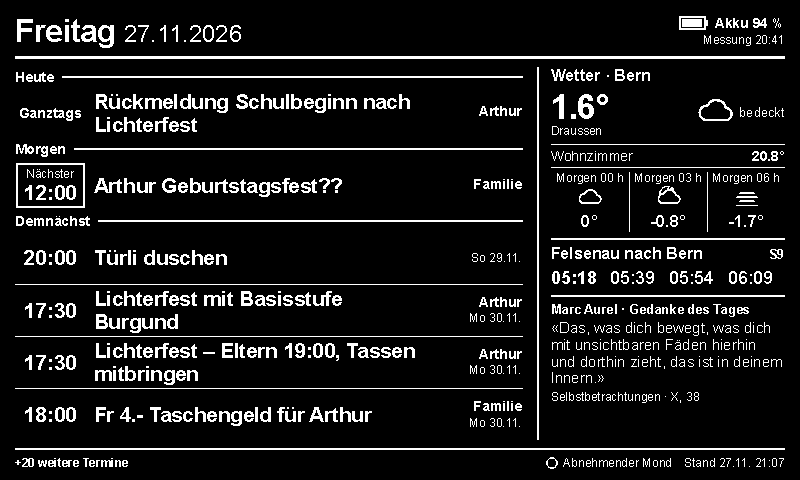 Freitag 27.11.2026
Akku 94 %
Messung 20:41
Heute
Ganztags
Rückmeldung Schulbeginn nach
Lichterfest
Arthur
Morgen
Nächster
12:00
Arthur Geburtstagsfest??
Familie
Demnächst
20:00
Türli duschen
So 29.11.
17:30
Lichterfest mit Basisstufe
Burgund
Arthur
Mo 30.11.
17:30
Lichterfest – Eltern 19:00, Tassen
mitbringen
Arthur
Mo 30.11.
18:00
Fr 4.- Taschengeld für Arthur
Familie
Mo 30.11.
Wetter · Bern
1.6°
Draussen
bedeckt
Wohnzimmer 20.8°
Morgen 00 h Morgen 03 h Morgen 06 h
0° -0.8° -1.7°
Felsenau nach Bern S9
05:18 05:39 05:54 06:09
Marc Aurel · Gedanke des Tages
«Das, was dich bewegt, was dich
mit unsichtbaren Fäden hierhin
und dorthin zieht, das ist in deinem
Innern.»
Selbstbetrachtungen · X, 38
+20 weitere Termine
Abnehmender Mond Stand 27.11. 21:07